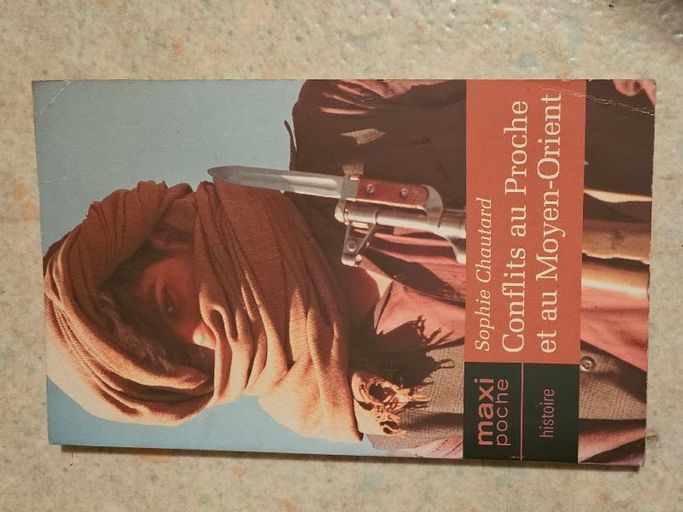 Sophie Chautard
Conflits au Proche
et au Moyen-Orient
maxi
poche
histoire